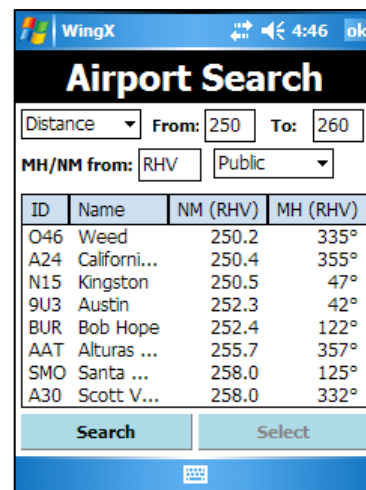 WingX 4:46 ok
Airport Search
Distance From: 250 To: 260
MH/NM from: RHV Public
ID Name NM (RHV) MH (RHV)
O46 Weed 250.2 335°
A24 Californi... 250.4 355°
N15 Kingston 250.5 47°
9U3 Austin 252.3 42°
BUR Bob Hope 252.4 122°
AAT Alturas ... 255.7 357°
SMO Santa ... 258.0 125°
A30 Scott V... 258.0 332°
Search Select